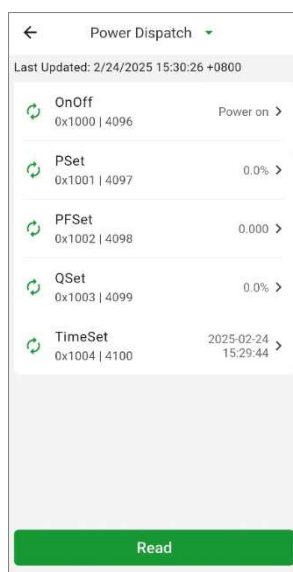 Power Dispatch
Last Updated: 2/24/2025 15:30:26 +0800
OnOff
0x1000 | 4096
Power on
PSet
0x1001 | 4097
0.0%
PFSet
0x1002 | 4098
0.000
QSet
0x1003 | 4099
0.0%
TimeSet
0x1004 | 4100
2025-02-24
15:29:44
Read